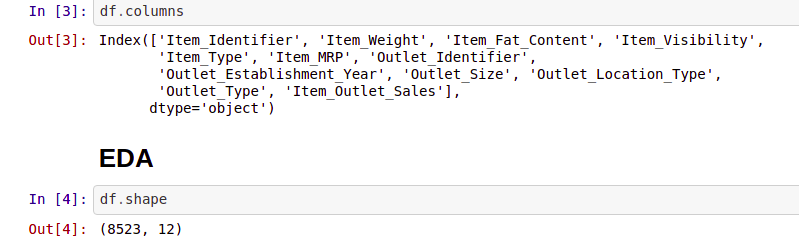 In [3]: df.columns
Out[3]: Index(['Item_Identifier', 'Item_Weight', 'Item_Fat_Content', 'Item_Visibility',
'Item_Type', 'Item_MRP', 'Outlet_Identifier',
'Outlet_Establishment_Year', 'Outlet_Size', 'Outlet_Location_Type',
'Outlet_Type', 'Item_Outlet_Sales'],
dtype='object')
EDA
In [4]: df.shape
Out[4]: (8523, 12)